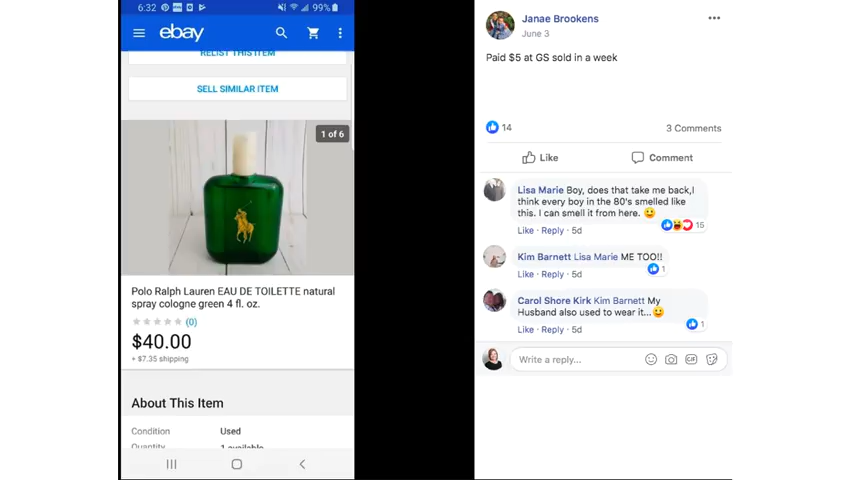 6:32
99%
ebay
RELIST THIS ITEM
SELL SIMILAR ITEM
1 of 6
Polo Ralph Lauren EAU DE TOILETTE natural
spray cologne green 4 fl. oz.
(0)
$40.00
+ $7.35 shipping
About This Item
Condition Used
Quantity 1 available
Janae Brookens
June 3
Paid $5 at GS sold in a week
14
3 Comments
Like Comment
Lisa Marie Boy, does that take me back,I
think every boy in the 80's smelled like
this. I can smell it from here.
15
Like · Reply · 5d
Kim Barnett Lisa Marie ME TOO!!
1
Like · Reply · 5d
Carol Shore Kirk Kim Barnett My
Husband also used to wear it...
1
Like · Reply · 5d
Write a reply...
GIF